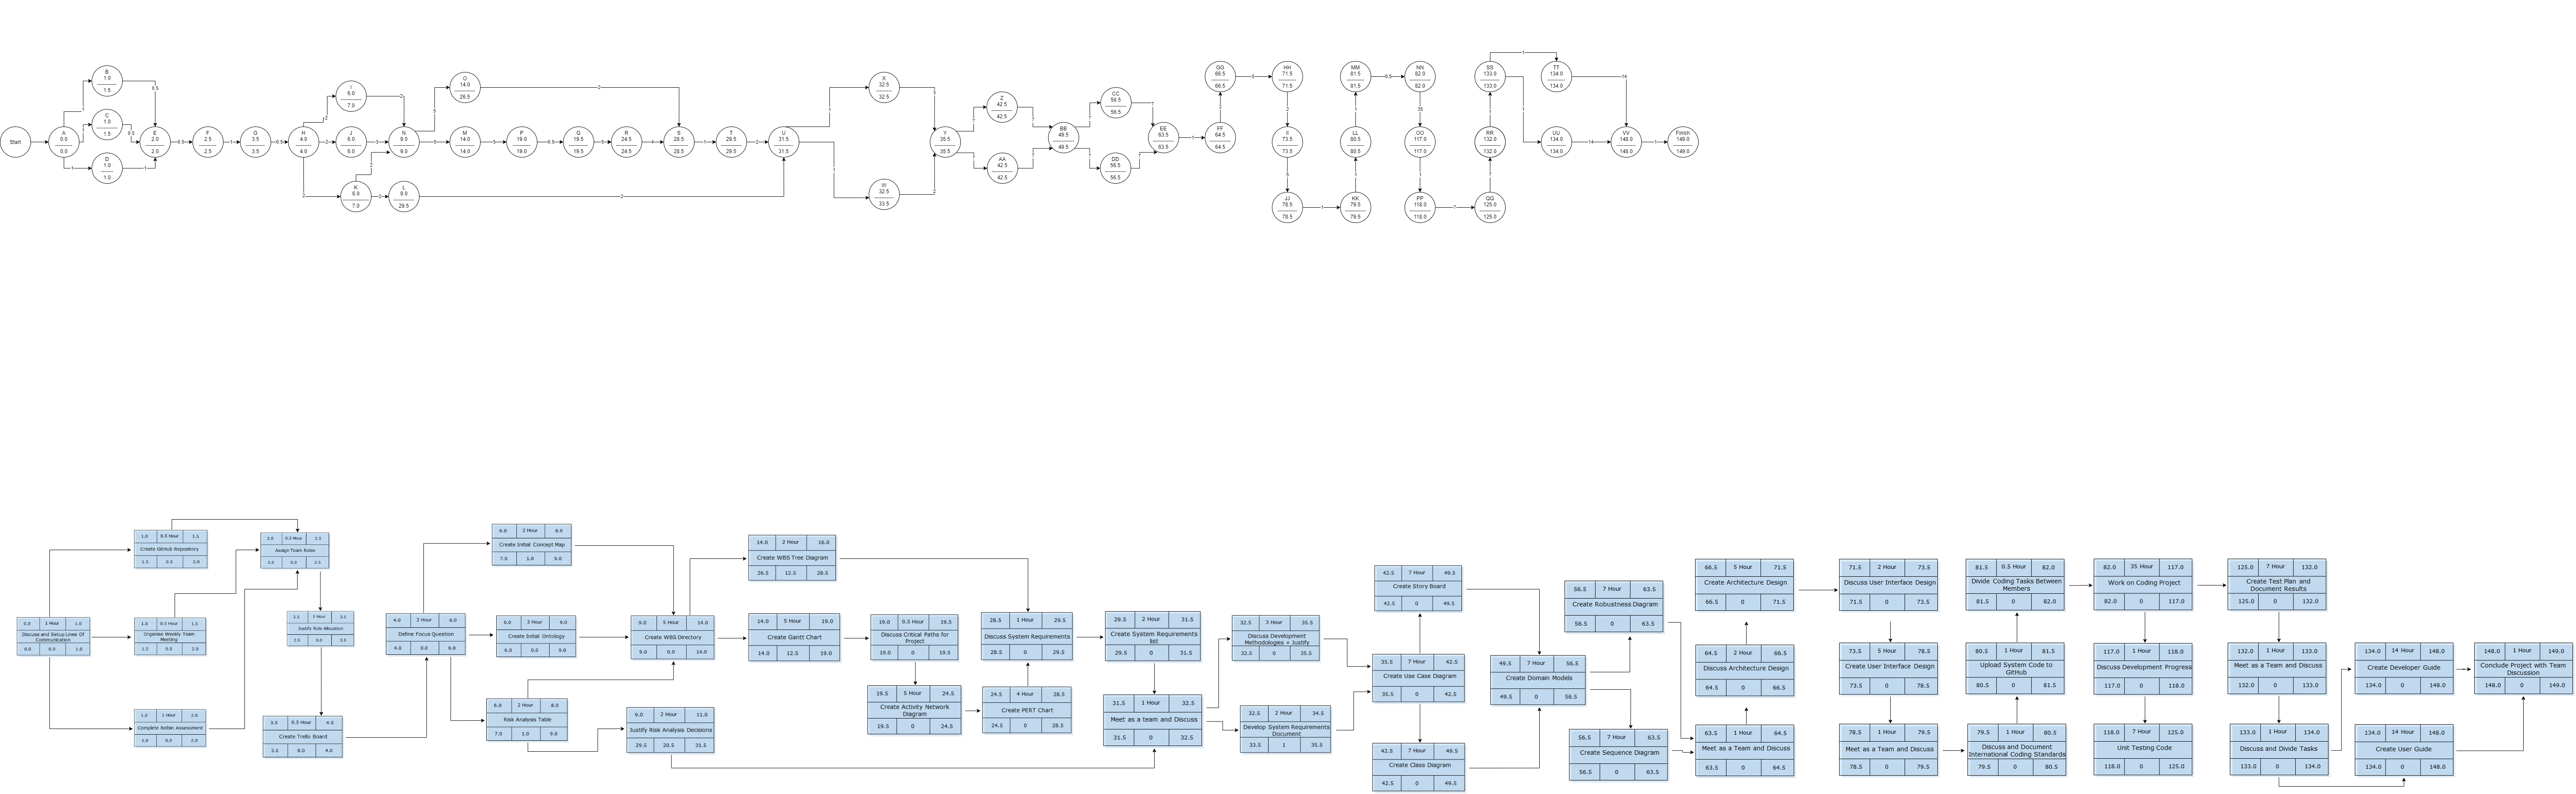 Start
A
0.0
0.0
B
1.0
1.5
C
1.0
1.5
D
1.0
1.0
E
2.0
2.0
F
2.5
2.5
G
3.5
3.5
H
4.0
4.0
I
6.0
7.0
J
6.0
6.0
K
6.0
7.0
L
9.0
29.5
N
9.0
9.0
O
14.0
26.5
M
14.0
14.0
P
19.0
19.0
Q
19.5
19.5
R
24.5
24.5
S
28.5
28.5
T
29.5
29.5
U
31.5
31.5
X
32.5
32.5
W
32.5
33.5
Y
35.5
35.5
Z
42.5
42.5
AA
42.5
42.5
BB
49.5
49.5
CC
56.5
56.5
DD
56.5
56.5
EE
63.5
63.5
FF
64.5
64.5
GG
66.5
66.5
HH
71.5
71.5
II
73.5
73.5
JJ
78.5
78.5
KK
79.5
79.5
LL
80.5
80.5
MM
81.5
81.5
NN
82.0
82.0
OO
117.0
117.0
PP
118.0
118.0
QQ
125.0
125.0
RR
132.0
132.0
SS
133.0
133.0
TT
134.0
134.0
UU
134.0
134.0
VV
148.0
148.0
Finish
149.0
149.0
0.0 1 Hour 1.0
Discuss and Setup Lines Of
Communication
0.0 0.0 1.0
1.0 0.5 Hour 1.5
Create GitHub Repository
1.5 0.5 2.0
1.0 0.5 Hour 1.5
Organise Weekly Team
Meeting
1.5 0.5 2.0
1.0 1 Hour 2.0
Complete Belbin Assessment
1.0 0.0 2.0
2.0 0.5 Hour 2.5
Assign Team Roles
2.0 0.0 2.5
2.5 1 Hour 3.5
Justify Role Allocation
2.5 0.0 3.5
3.5 0.5 Hour 4.0
Create Trello Board
3.5 0.0 4.0
4.0 2 Hour 6.0
Define Focus Question
4.0 0.0 6.0
6.0 3 Hour 8.0
Create Initial Concept Map
7.0 1.0 9.0
6.0 3 Hour 9.0
Create Initial Ontology
6.0 0.0 9.0
6.0 2 Hour 8.0
Risk Analysis Table
7.0 1.0 9.0
9.0 5 Hour 14.0
Create WBS Directory
9.0 0.0 14.0
9.0 2 Hour 11.0
Justify Risk Analysis Decisions
29.5 20.5 31.5
14.0 2 Hour 16.0
Create WBS Tree Diagram
26.5 12.5 28.5
14.0 5 Hour 19.0
Create Gantt Chart
14.0 12.5 19.0
19.0 0.5 Hour 19.5
Discuss Critical Paths for
Project
19.0 0 19.5
19.5 5 Hour 24.5
Create Activity Network
Diagram
19.5 0 24.5
24.5 4 Hour 28.5
Create PERT Chart
24.5 0 28.5
28.5 1 Hour 29.5
Discuss System Requirements
28.5 0 29.5
29.5 2 Hour 31.5
Create System Requirements
list
29.5 0 31.5
31.5 1 Hour 32.5
Meet as a team and Discuss
31.5 0 32.5
32.5 3 Hour 35.5
Discuss Development
Methodologies + Justify
32.5 0 35.5
32.5 2 Hour 34.5
Develop System Requirements
Document
33.5 1 35.5
35.5 7 Hour 42.5
Create Use Case Diagram
35.5 0 42.5
42.5 7 Hour 49.5
Create Story Board
42.5 0 49.5
42.5 7 Hour 49.5
Create Class Diagram
42.5 0 49.5
49.5 7 Hour 56.5
Create Domain Models
49.5 0 56.5
56.5 7 Hour 63.5
Create Robustness Diagram
56.5 0 63.5
56.5 7 Hour 63.5
Create Sequence Diagram
56.5 0 63.5
63.5 1 Hour 64.5
Meet as a Team and Discuss
63.5 0 64.5
64.5 2 Hour 66.5
Discuss Architecture Design
64.5 0 66.5
66.5 5 Hour 71.5
Create Architecture Design
66.5 0 71.5
71.5 2 Hour 73.5
Discuss User Interface Design
71.5 0 73.5
73.5 5 Hour 78.5
Create User Interface Design
73.5 0 78.5
78.5 1 Hour 79.5
Meet as a Team and Discuss
78.5 0 79.5
79.5 1 Hour 80.5
Discuss and Document
International Coding Standards
79.5 0 80.5
80.5 1 Hour 81.5
Upload System Code to
GitHub
80.5 0 81.5
81.5 0.5 Hour 82.0
Divide Coding Tasks Between
Members
81.5 0 82.0
82.0 35 Hour 117.0
Work on Coding Project
82.0 0 117.0
117.0 1 Hour 118.0
Discuss Development Progress
117.0 0 118.0
118.0 7 Hour 125.0
Unit Testing Code
118.0 0 125.0
125.0 7 Hour 132.0
Create Test Plan and
Document Results
125.0 0 132.0
132.0 1 Hour 133.0
Meet as a Team and Discuss
132.0 0 133.0
133.0 1 Hour 134.0
Discuss and Divide Tasks
133.0 0 134.0
134.0 14 Hour 148.0
Create Developer Guide
134.0 0 148.0
134.0 14 Hour 148.0
Create User Guide
134.0 0 148.0
148.0 1 Hour 149.0
Conclude Project with Team
Discussion
148.0 0 149.0